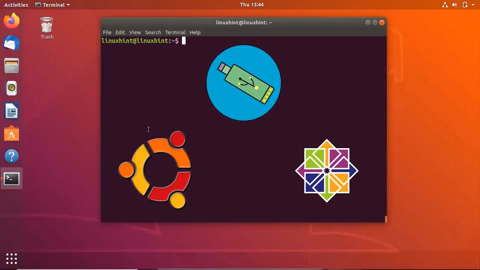 Activities Terminal Thu 13:44
linuxhint@linuxhint: ~
File Edit View Search Terminal Help
linuxhint@linuxhint:~$
Trash